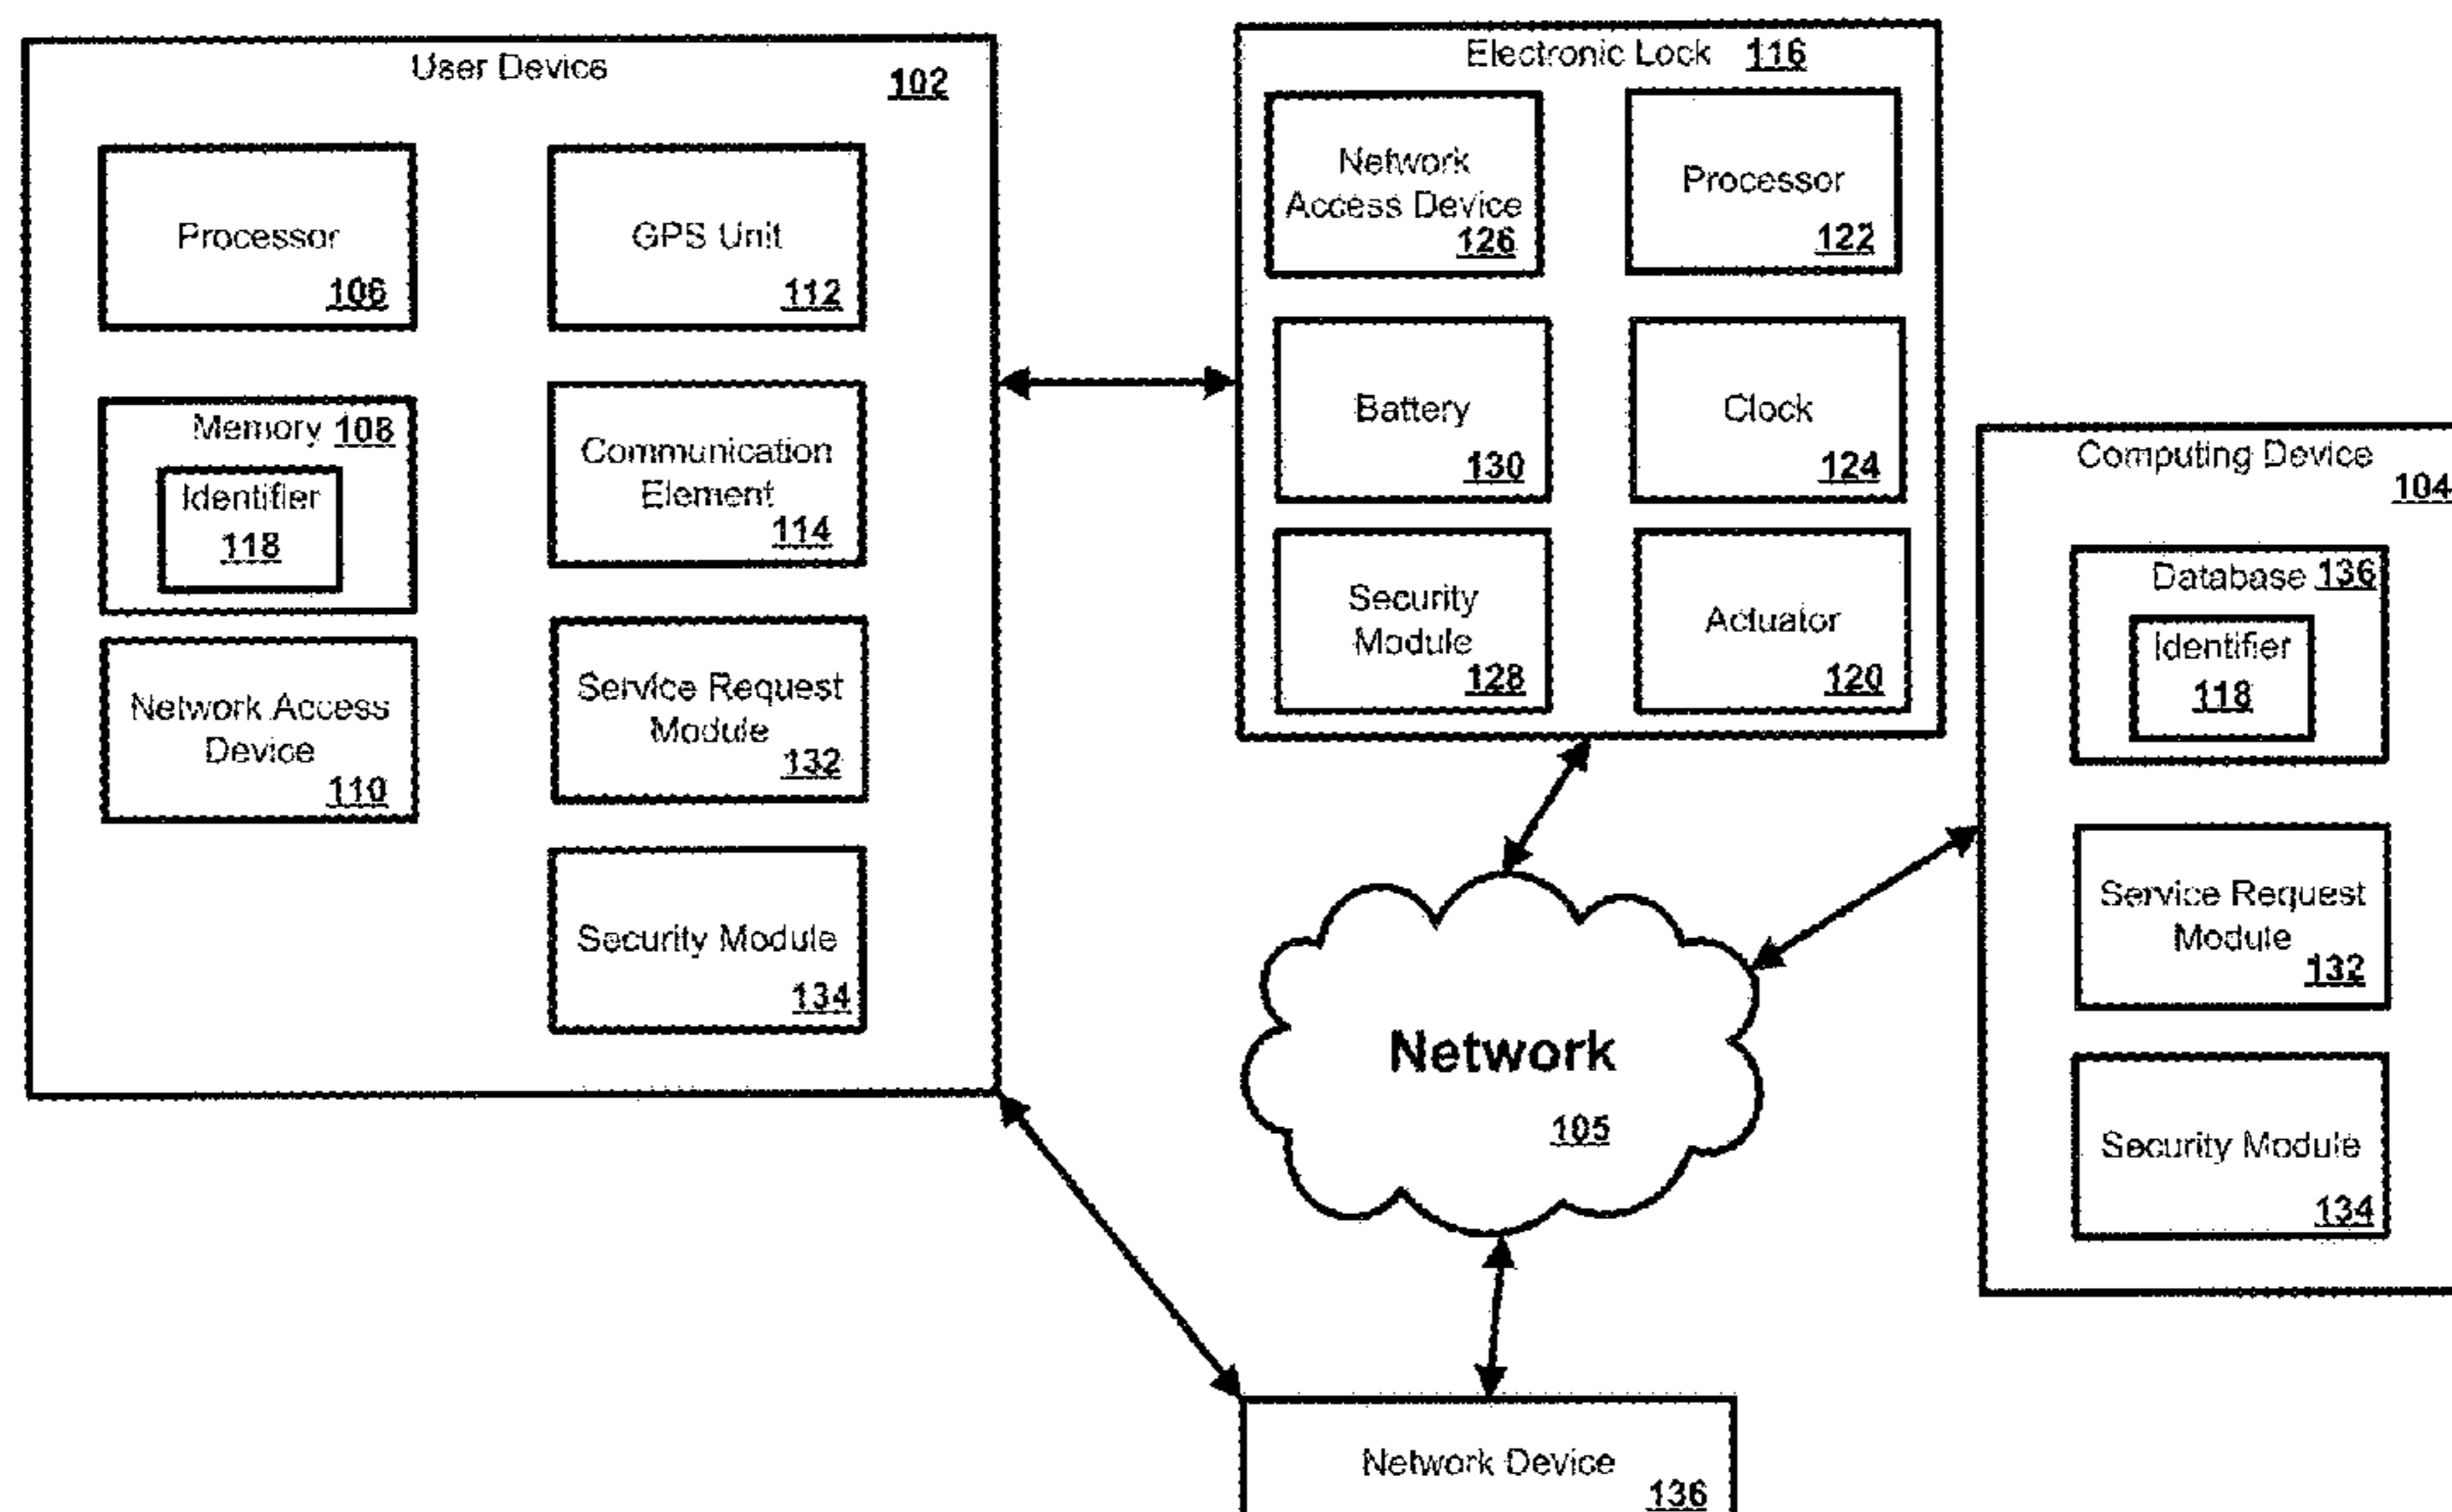 User Device
102
Processor
106
GPS Unit
112
Memory 108
Identifier
118
Communication
Element
114
Network Access
Device
110
Service Request
Module
132
Security Module
134
Electronic Lock 116
Network
Access Device
126
Processor
122
Battery
130
Clock
124
Security
Module
128
Actuator
120
Computing Device
104
Database 136
Identifier
118
Service Request
Module
132
Security Module
134
Network
105
Network Device
136